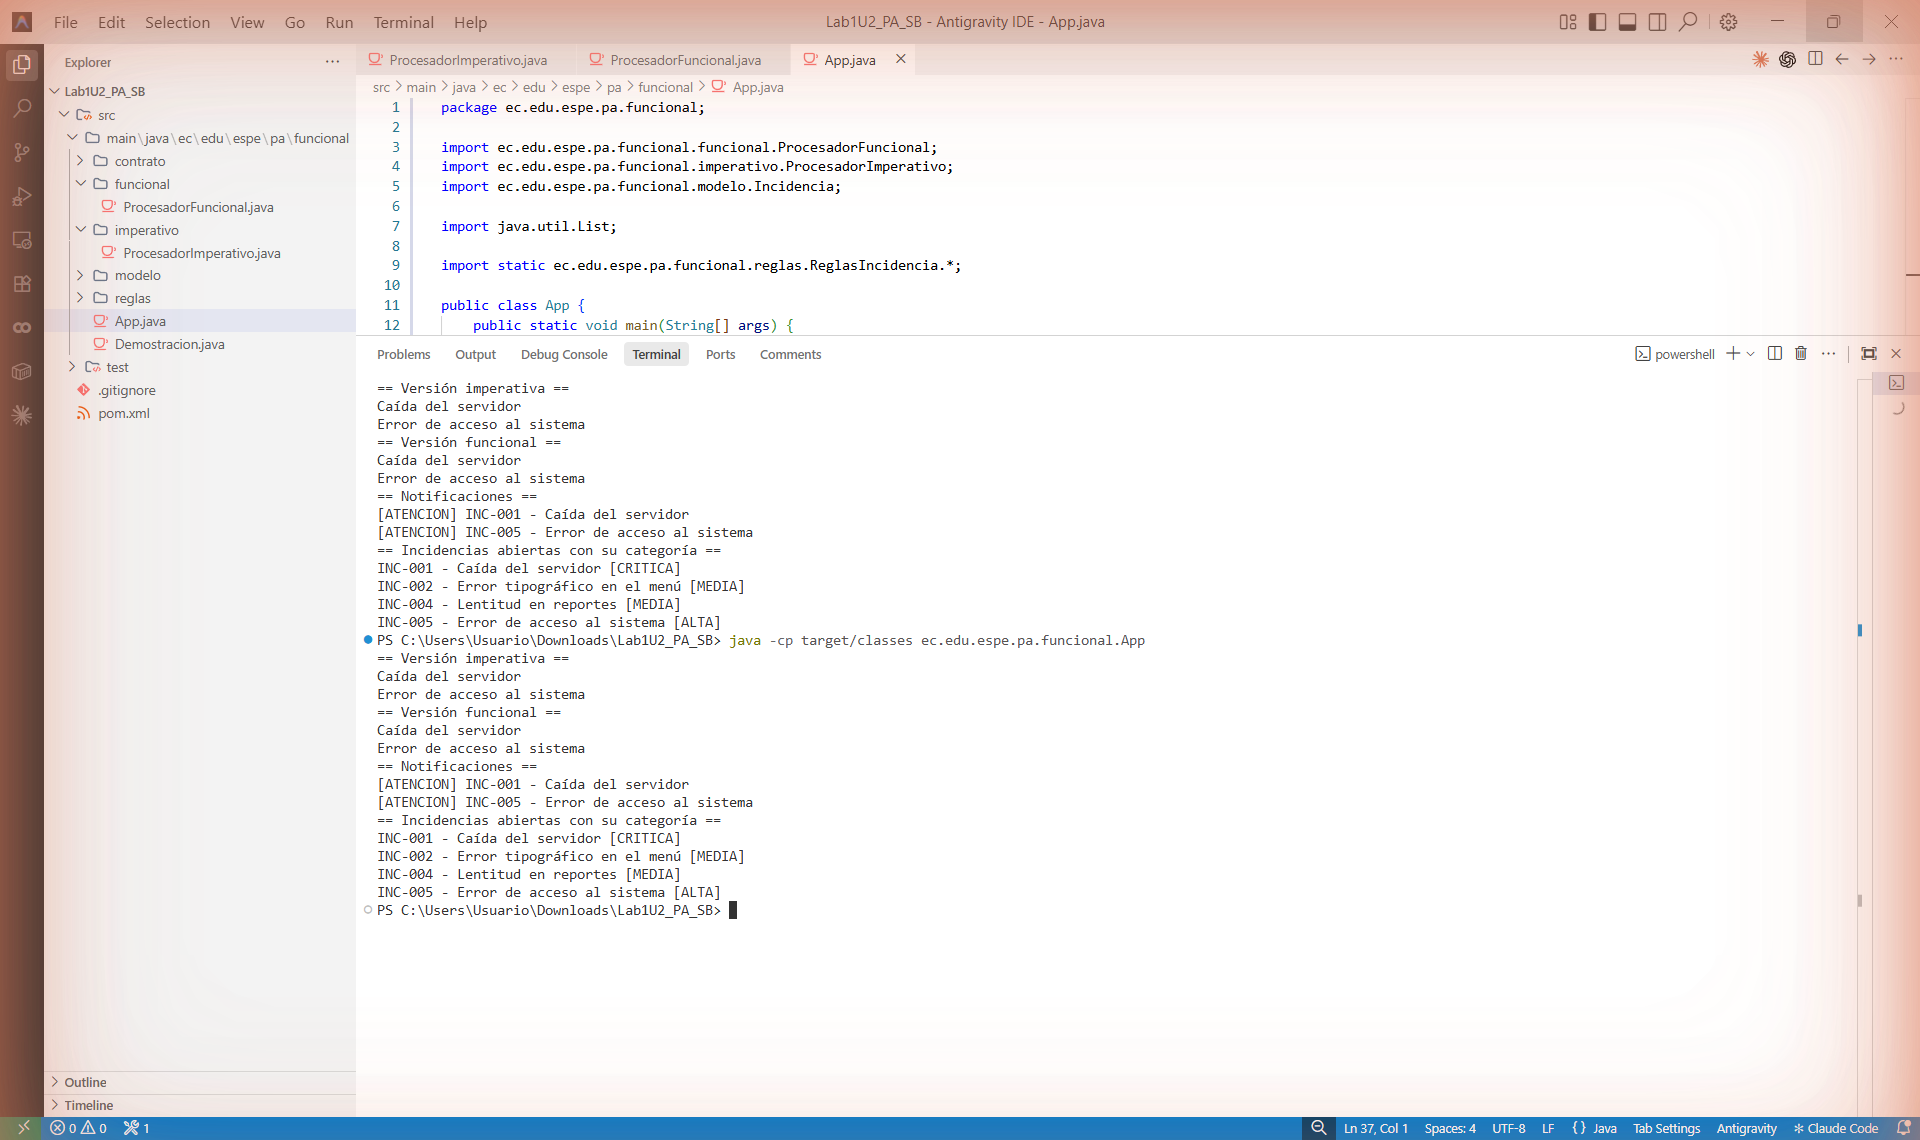 File Edit Selection View Go Run Terminal Help
Lab1U2_PA_SB - Antigravity IDE - App.java
Explorer
Lab1U2_PA_SB
src
main\java\ec\edu\espe\pa\funcional
contrato
funcional
ProcesadorFuncional.java
imperativo
ProcesadorImperativo.java
modelo
reglas
App.java
Demostracion.java
test
.gitignore
pom.xml
Outline
Timeline
ProcesadorImperativo.java ProcesadorFuncional.java App.java
src > main > java > ec > edu > espe > pa > funcional > App.java
1 package ec.edu.espe.pa.funcional;
2
3 import ec.edu.espe.pa.funcional.funcional.ProcesadorFuncional;
4 import ec.edu.espe.pa.funcional.imperativo.ProcesadorImperativo;
5 import ec.edu.espe.pa.funcional.modelo.Incidencia;
6
7 import java.util.List;
8
9 import static ec.edu.espe.pa.funcional.reglas.ReglasIncidencia.*;
10
11 public class App {
12 public static void main(String[] args) {
Problems Output Debug Console Terminal Ports Comments
powershell
== Versión imperativa ==
Caída del servidor
Error de acceso al sistema
== Versión funcional ==
Caída del servidor
Error de acceso al sistema
== Notificaciones ==
[ATENCION] INC-001 - Caída del servidor
[ATENCION] INC-005 - Error de acceso al sistema
== Incidencias abiertas con su categoría ==
INC-001 - Caída del servidor [CRITICA]
INC-002 - Error tipográfico en el menú [MEDIA]
INC-004 - Lentitud en reportes [MEDIA]
INC-005 - Error de acceso al sistema [ALTA]
PS C:\Users\Usuario\Downloads\Lab1U2_PA_SB> java -cp target/classes ec.edu.espe.pa.funcional.App
== Versión imperativa ==
Caída del servidor
Error de acceso al sistema
== Versión funcional ==
Caída del servidor
Error de acceso al sistema
== Notificaciones ==
[ATENCION] INC-001 - Caída del servidor
[ATENCION] INC-005 - Error de acceso al sistema
== Incidencias abiertas con su categoría ==
INC-001 - Caída del servidor [CRITICA]
INC-002 - Error tipográfico en el menú [MEDIA]
INC-004 - Lentitud en reportes [MEDIA]
INC-005 - Error de acceso al sistema [ALTA]
PS C:\Users\Usuario\Downloads\Lab1U2_PA_SB>
0 0 1
Ln 37, Col 1 Spaces: 4 UTF-8 LF {} Java Tab Settings Antigravity Claude Code